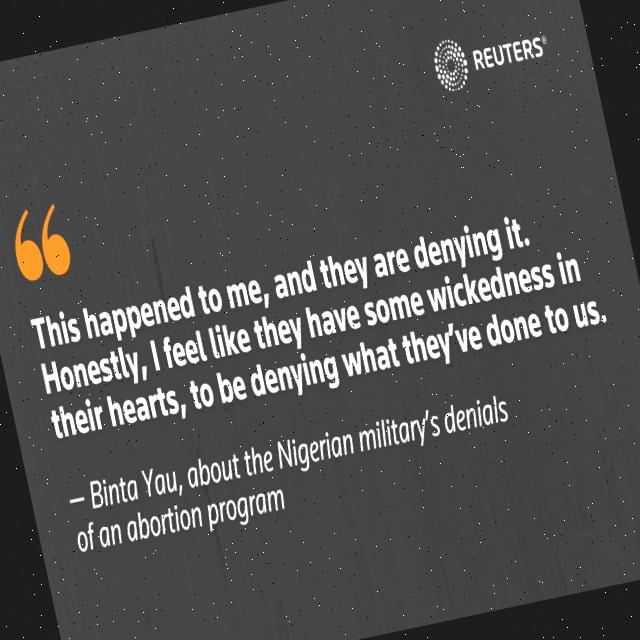 REUTERS®
This happened to me, and they are denying it.
Honestly, I feel like they have some wickedness in
their hearts, to be denying what they've done to us.
— Binta Yau, about the Nigerian military's denials
of an abortion program